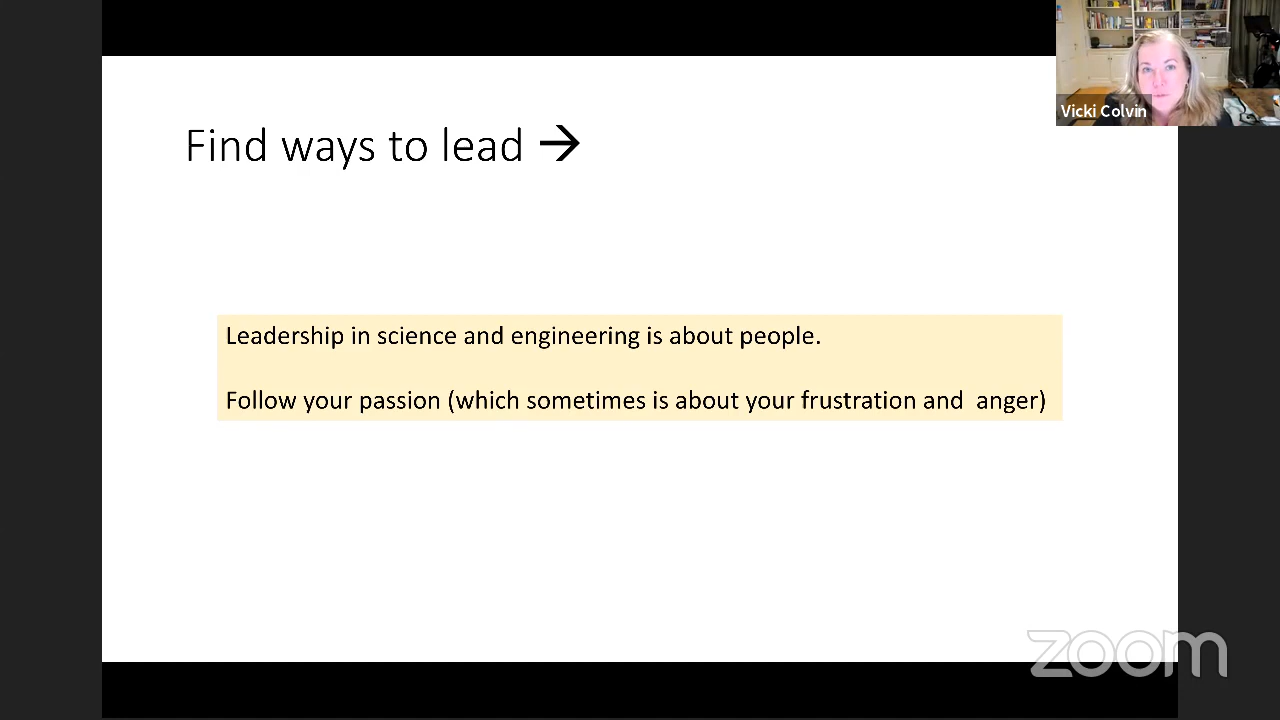 Find ways to lead →
Vicki Colvin
Leadership in science and engineering is about people.
Follow your passion (which sometimes is about your frustration and  anger)
zoom